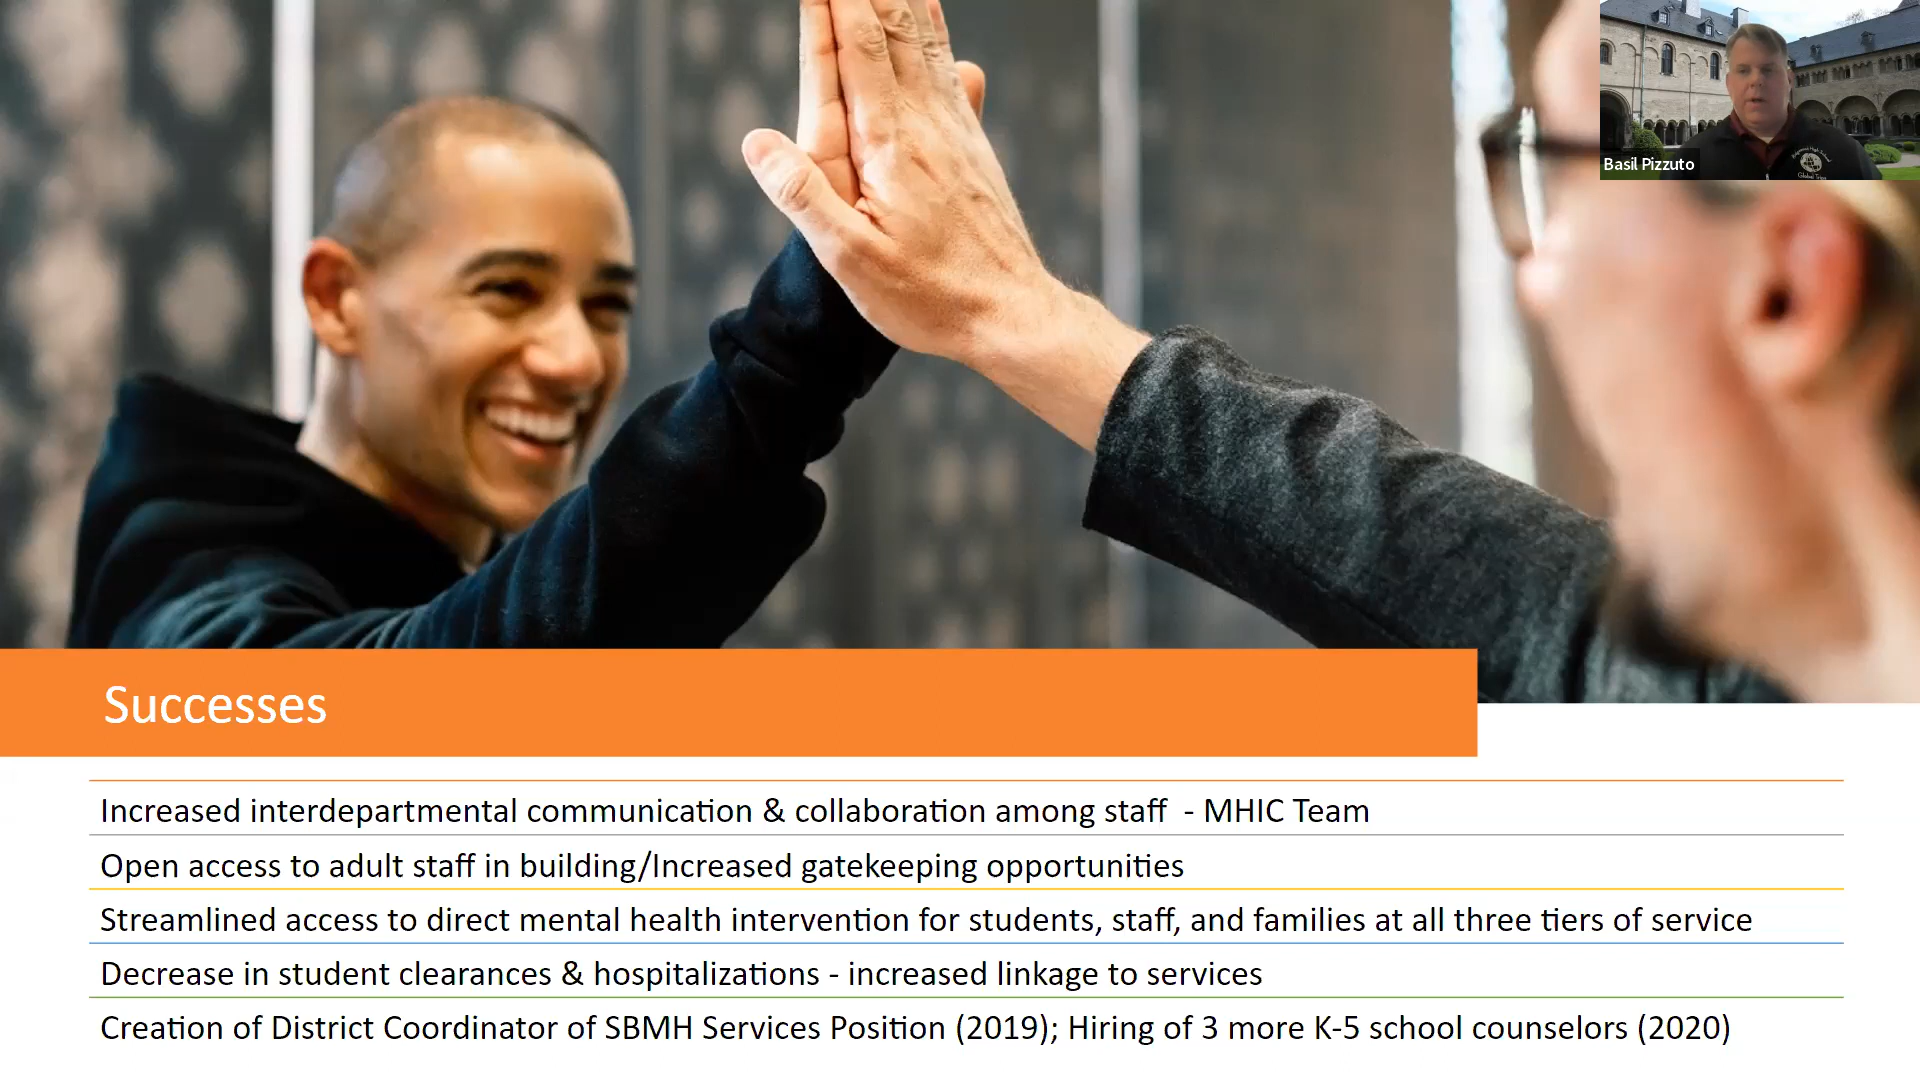 Basil Pizzuto
Successes
Increased interdepartmental communication & collaboration among staff - MHIC Team
Open access to adult staff in building/Increased gatekeeping opportunities
Streamlined access to direct mental health intervention for students, staff, and families at all three tiers of service
Decrease in student clearances & hospitalizations - increased linkage to services
Creation of District Coordinator of SBMH Services Position (2019); Hiring of 3 more K-5 school counselors (2020)